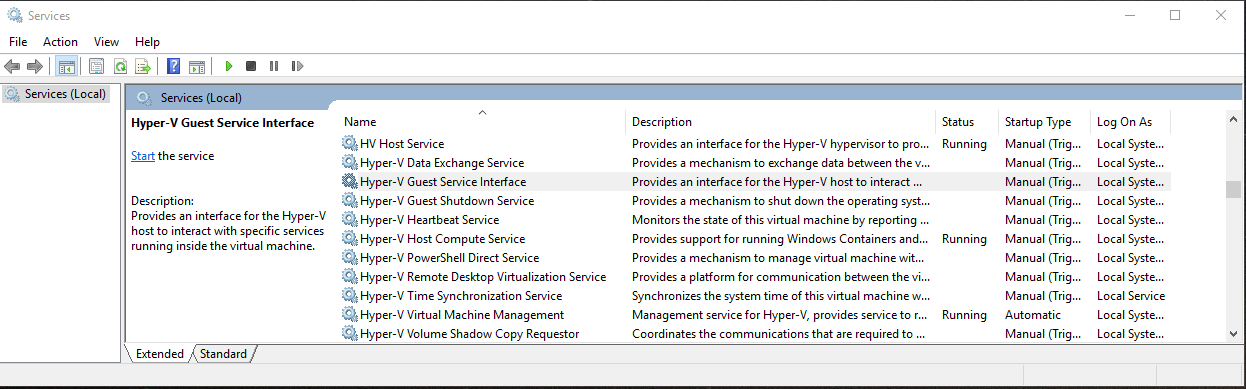 Services
File Action View Help
Services (Local)
Services (Local)
Hyper-V Guest Service Interface
Start the service
Description:
Provides an interface for the Hyper-V
host to interact with specific services
running inside the virtual machine.
Name Description Status Startup Type Log On As
HV Host Service Provides an interface for the Hyper-V hypervisor to pro... Running Manual (Trig... Local Syste...
Hyper-V Data Exchange Service Provides a mechanism to exchange data between the v... Manual (Trig... Local Syste...
Hyper-V Guest Service Interface Provides an interface for the Hyper-V host to interact ... Manual (Trig... Local Syste...
Hyper-V Guest Shutdown Service Provides a mechanism to shut down the operating syst... Manual (Trig... Local Syste...
Hyper-V Heartbeat Service Monitors the state of this virtual machine by reporting ... Manual (Trig... Local Syste...
Hyper-V Host Compute Service Provides support for running Windows Containers and... Running Manual (Trig... Local Syste...
Hyper-V PowerShell Direct Service Provides a mechanism to manage virtual machine wit... Manual (Trig... Local Syste...
Hyper-V Remote Desktop Virtualization Service Provides a platform for communication between the vi... Manual (Trig... Local Syste...
Hyper-V Time Synchronization Service Synchronizes the system time of this virtual machine w... Manual (Trig... Local Service
Hyper-V Virtual Machine Management Management service for Hyper-V, provides service to r... Running Automatic Local Syste...
Hyper-V Volume Shadow Copy Requestor Coordinates the communications that are required to ... Manual (Trig... Local Syste...
Extended Standard